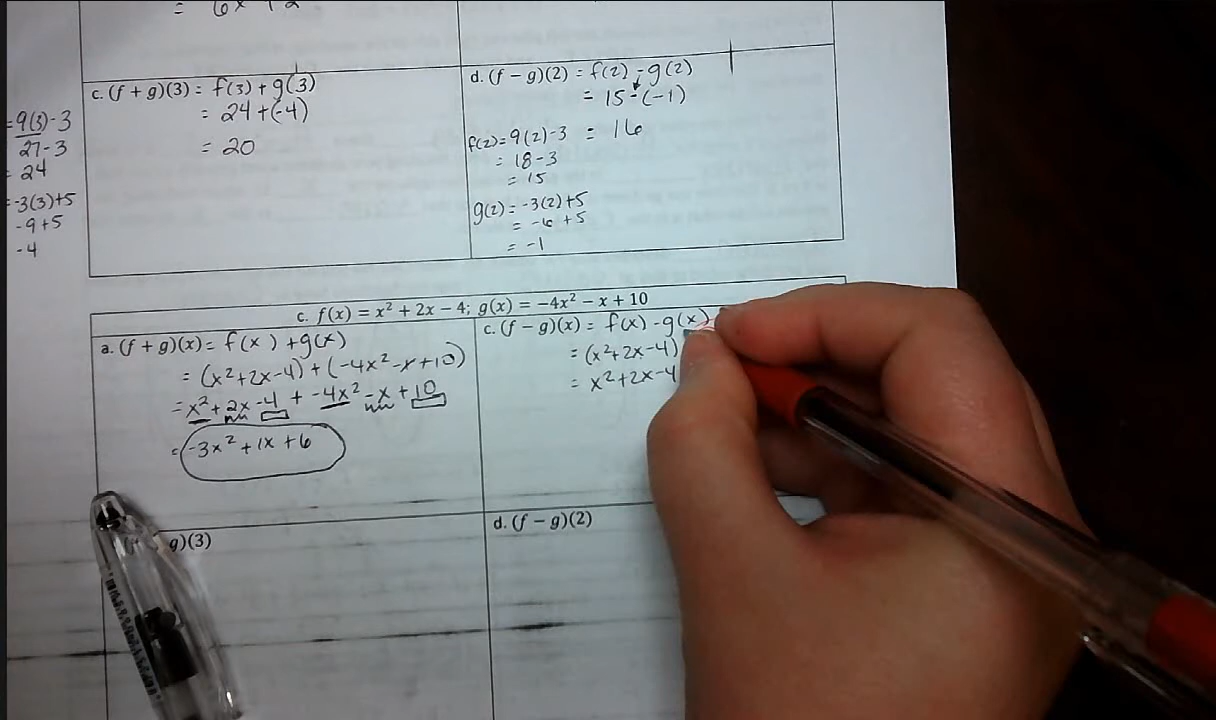 = 6x + 2
c. (f + g)(3) = f(3) + g(3)
= 24 + (-4)
= 20
= 9(3) - 3
27 - 3
= 24
= -3(3) + 5
-9 + 5
-4
d. (f − g)(2) = f(2) - g(2)
= 15 - (-1)
= 16
f(2) = 9(2) - 3
= 18 - 3
= 15
g(2) = -3(2) + 5
= -6 + 5
= -1
c. f(x) = x² + 2x − 4; g(x) = −4x² − x + 10
a. (f + g)(x) = f(x) + g(x)
= (x² + 2x - 4) + (-4x² - x + 10)
= x² + 2x - 4 + -4x² - x + 10
= -3x² + 1x + 6
c. (f − g)(x) = f(x) - g(x)
= (x² + 2x - 4)
= x² + 2x - 4
g)(3)
d. (f − g)(2)